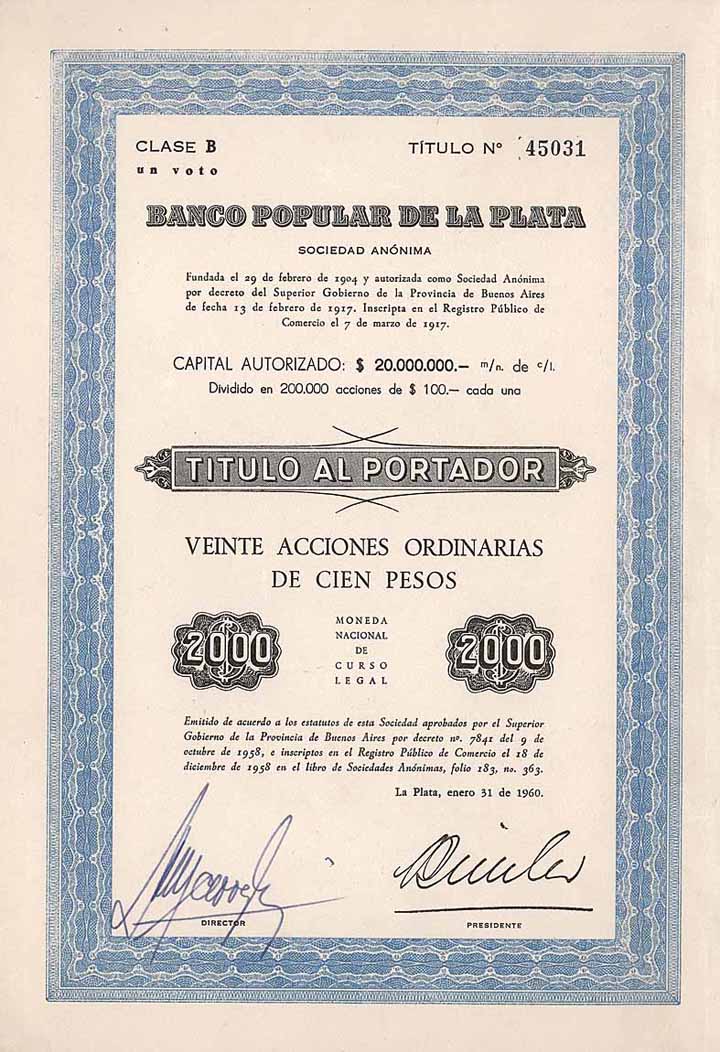 CLASE B
TÍTULO Nº 45031
un voto
BANCO POPULAR DE LA PLATA
SOCIEDAD ANÓNIMA
Fundada el 29 de febrero de 1904 y autorizada como Sociedad Anónima
por decreto del Superior Gobierno de la Provincia de Buenos Aires
de fecha 13 de febrero de 1917. Inscripta en el Registro Público de
Comercio el 7 de marzo de 1917.
CAPITAL AUTORIZADO: $ 20.000.000.— m/n. de c/l.
Dividido en 200.000 acciones de $ 100.— cada una
TITULO AL PORTADOR
VEINTE ACCIONES ORDINARIAS
DE CIEN PESOS
2000
MONEDA
NACIONAL
DE
CURSO
LEGAL
2000
Emitido de acuerdo a los estatutos de esta Sociedad aprobados por el Superior
Gobierno de la Provincia de Buenos Aires por decreto nº. 7841 del 9 de
octubre de 1958, e inscriptos en el Registro Público de Comercio el 18 de
diciembre de 1958 en el libro de Sociedades Anónimas, folio 183, no. 363.
La Plata, enero 31 de 1960.
DIRECTOR
PRESIDENTE